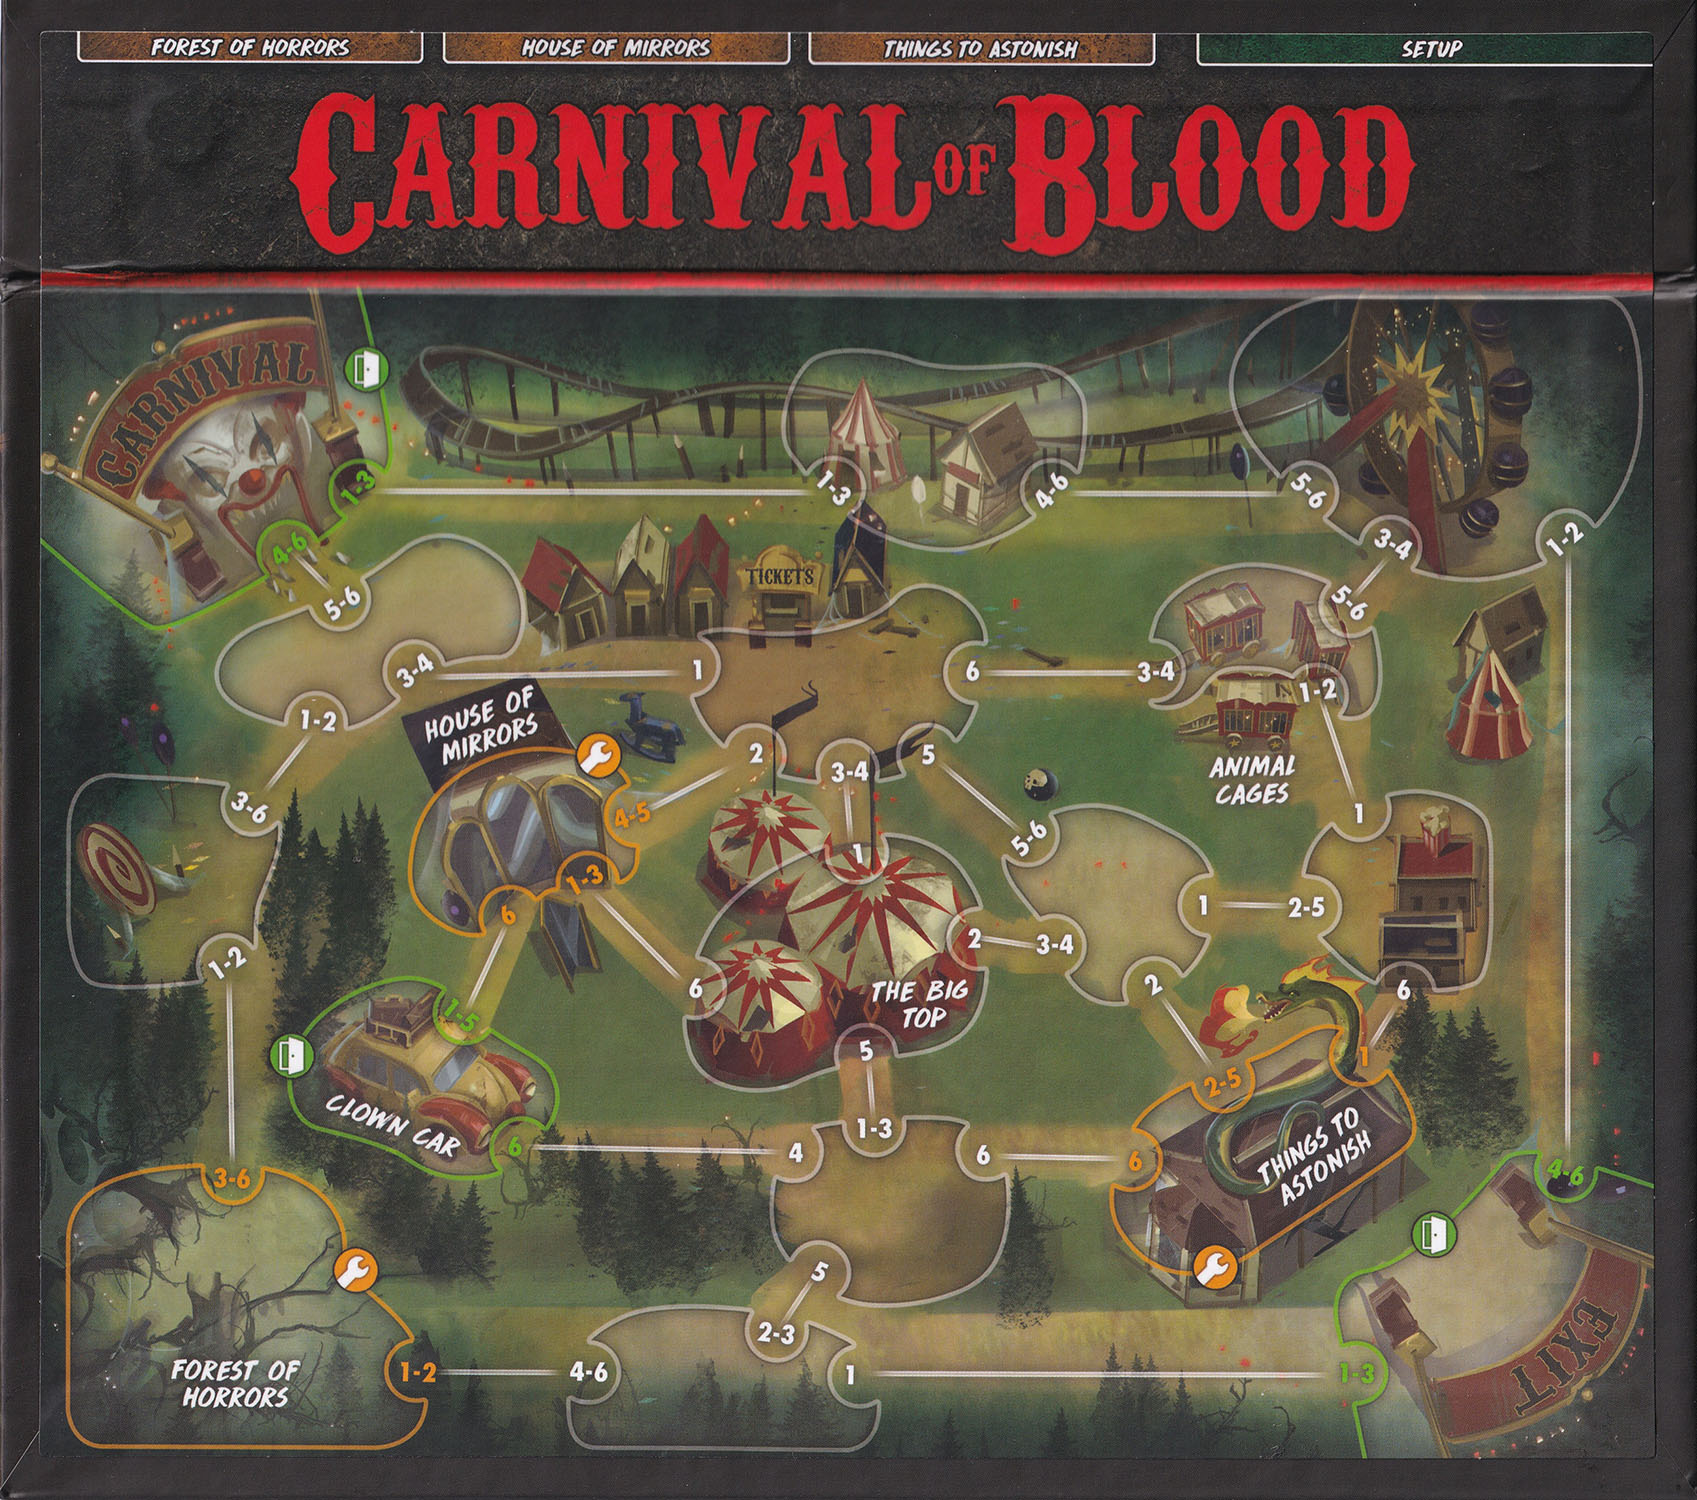 FOREST OF HORRORS
HOUSE OF MIRRORS
THINGS TO ASTONISH
SETUP
CARNIVAL OF BLOOD
CARNIVAL
1-3
4-6
1-3
4-6
5-6
3-4
1-2
5-6
3-4
1-2
TICKETS
1
6
2
3-4
5
3-4
5-6
1-2
ANIMAL
CAGES
HOUSE OF
MIRRORS
4-5
1-3
6
3-6
1-2
1
2
6
5
THE BIG
TOP
5-6
3-4
1
2
1
2-5
6
1-5
6
CLOWN CAR
4
1-3
6
5
2-5
1
6
THINGS TO
ASTONISH
3-6
1-2
FOREST OF
HORRORS
4-6
2-3
1
4-6
1-3
EXIT